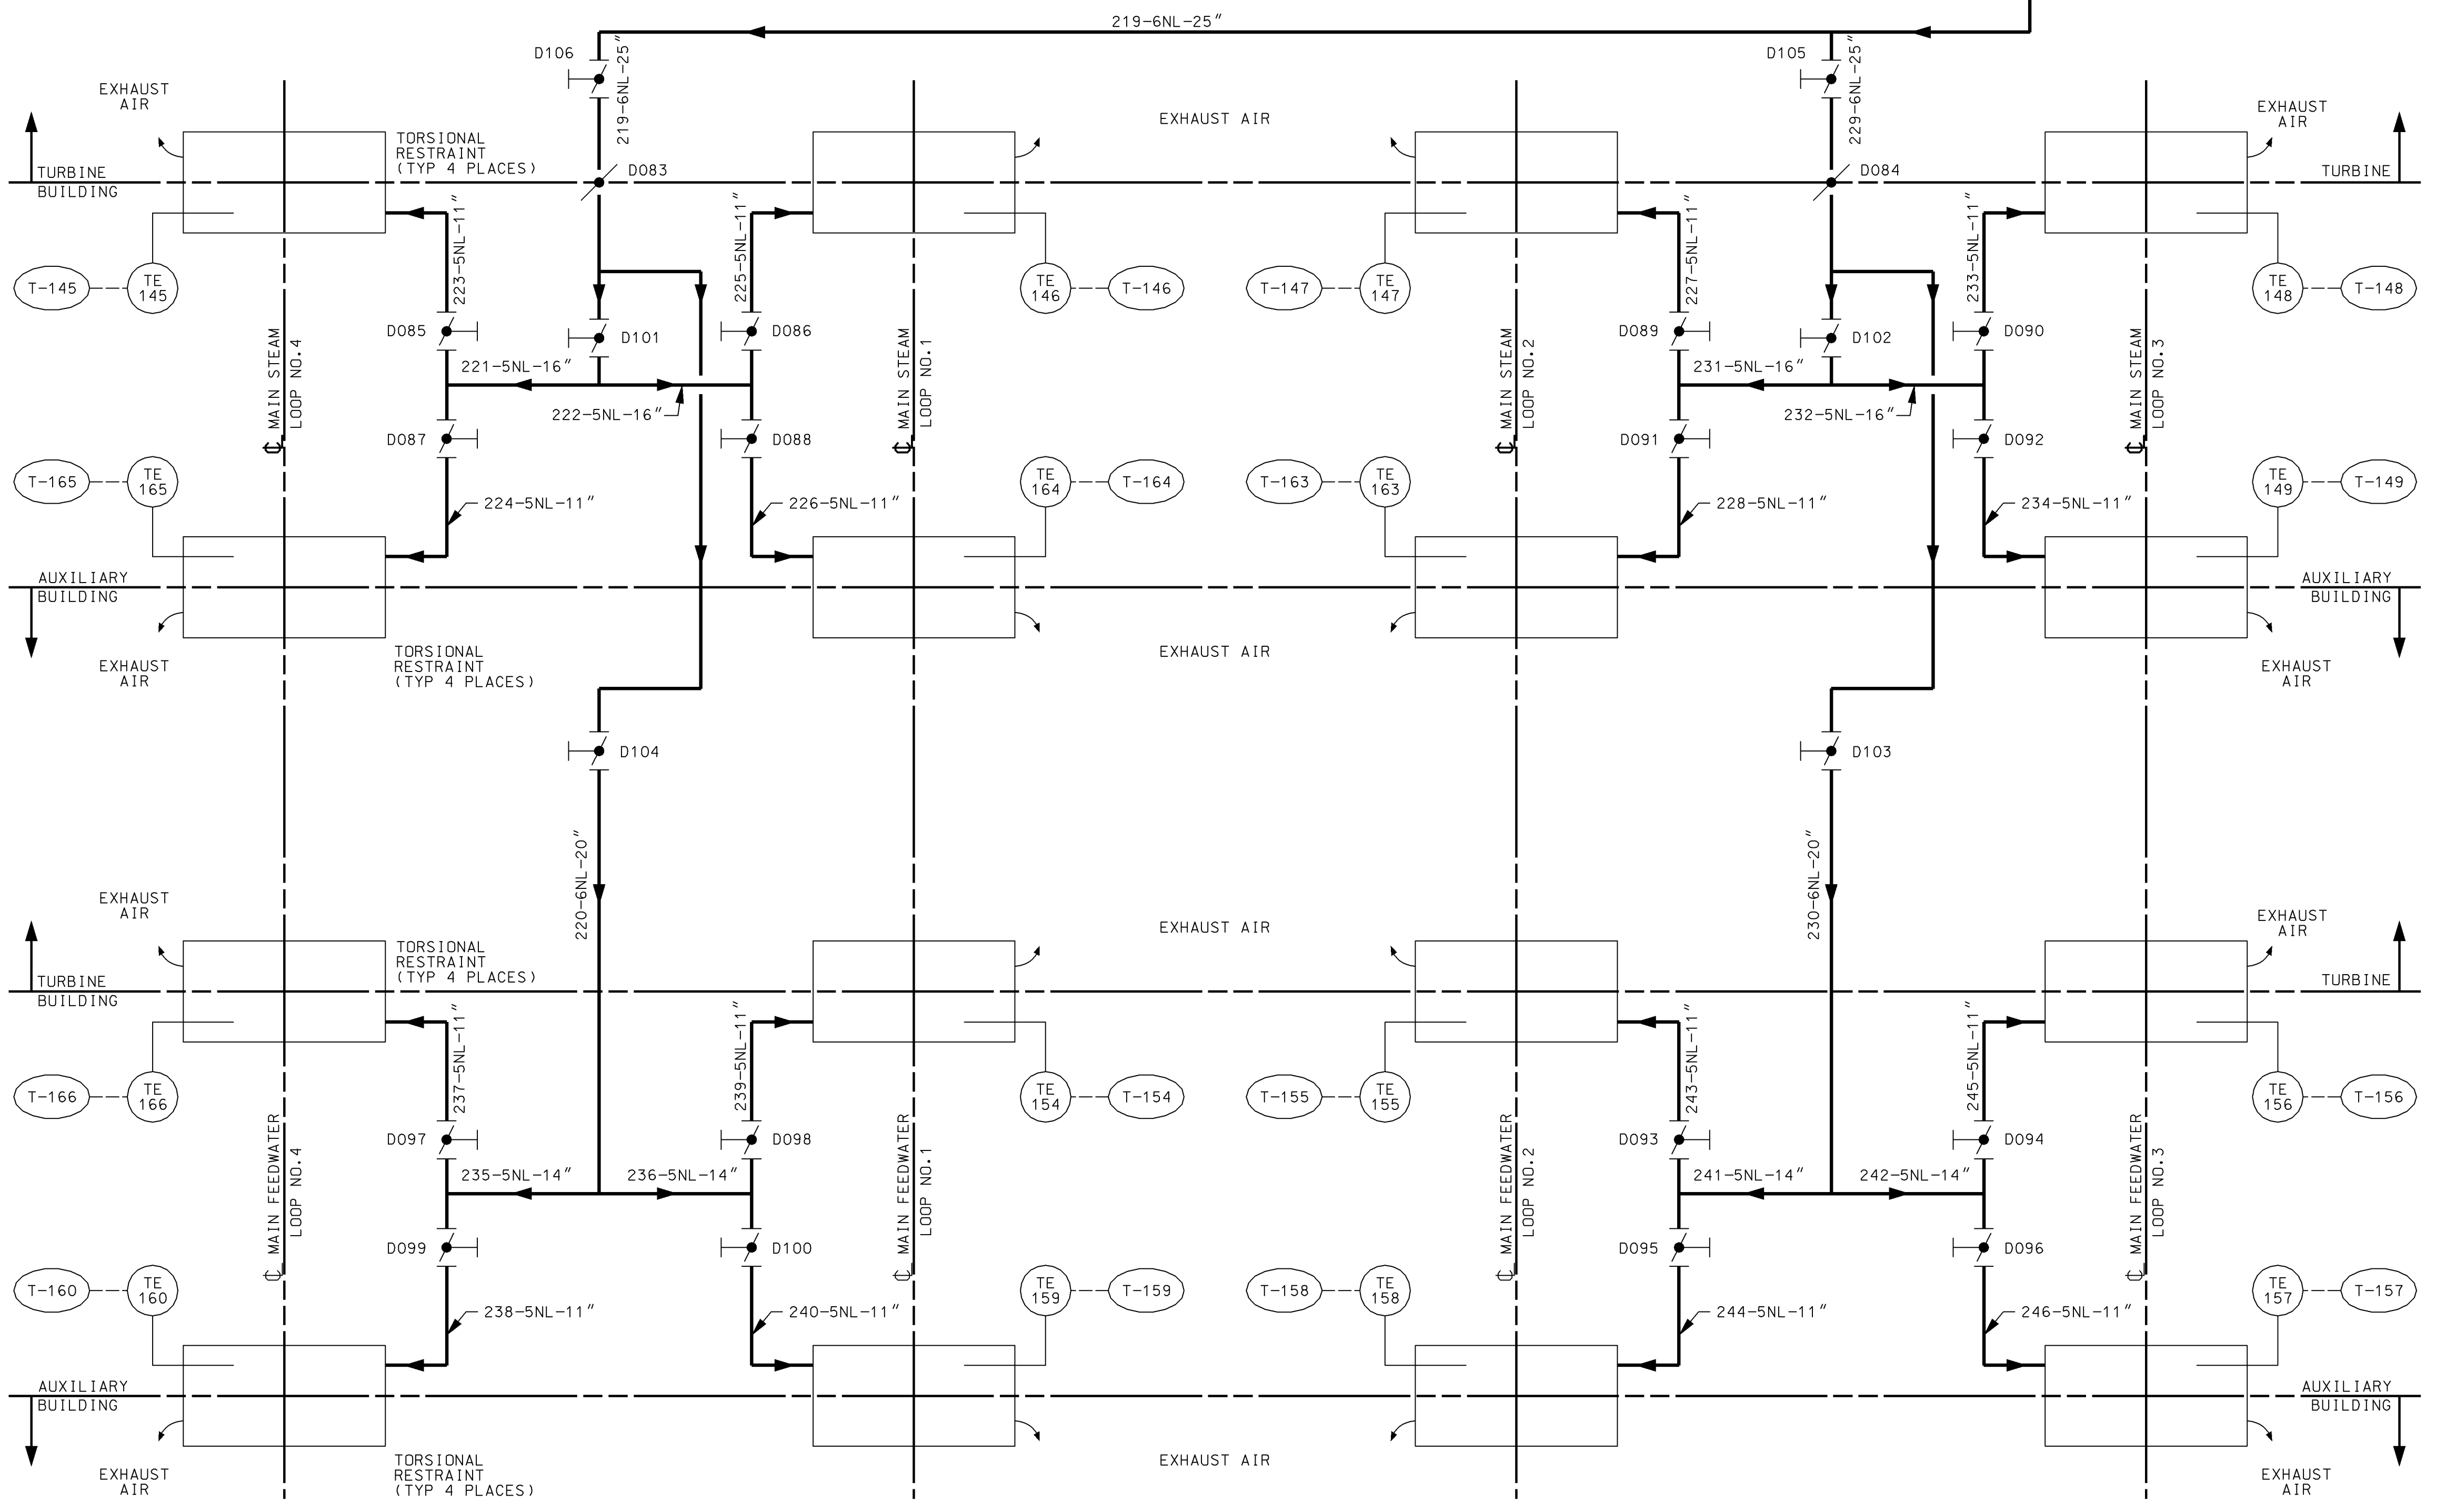 219-6NL-25″
D106
219-6NL-25″
D105
229-6NL-25″
EXHAUST
AIR
EXHAUST AIR
EXHAUST
AIR
TORSIONAL
RESTRAINT
(TYP 4 PLACES)
TURBINE
BUILDING
D083
D084
TURBINE
223-5NL-11″
225-5NL-11″
227-5NL-11″
233-5NL-11″
T-145
TE
145
TE
146
T-146
T-147
TE
147
TE
148
T-148
D085
D101
D086
D089
D102
D090
221-5NL-16″
231-5NL-16″
222-5NL-16″
232-5NL-16″
MAIN STEAM
LOOP NO.4
MAIN STEAM
LOOP NO.1
MAIN STEAM
LOOP NO.2
MAIN STEAM
LOOP NO.3
D087
D088
D091
D092
T-165
TE
165
TE
164
T-164
T-163
TE
163
TE
149
T-149
224-5NL-11″
226-5NL-11″
228-5NL-11″
234-5NL-11″
AUXILIARY
BUILDING
AUXILIARY
BUILDING
EXHAUST
AIR
TORSIONAL
RESTRAINT
(TYP 4 PLACES)
EXHAUST AIR
EXHAUST
AIR
D104
D103
220-6NL-20″
230-6NL-20″
EXHAUST
AIR
EXHAUST AIR
EXHAUST
AIR
TORSIONAL
RESTRAINT
(TYP 4 PLACES)
TURBINE
BUILDING
TURBINE
237-5NL-11″
239-5NL-11″
243-5NL-11″
245-5NL-11″
T-166
TE
166
TE
154
T-154
T-155
TE
155
TE
156
T-156
D097
D098
D093
D094
235-5NL-14″
236-5NL-14″
241-5NL-14″
242-5NL-14″
MAIN FEEDWATER
LOOP NO.4
MAIN FEEDWATER
LOOP NO.1
MAIN FEEDWATER
LOOP NO.2
MAIN FEEDWATER
LOOP NO.3
D099
D100
D095
D096
T-160
TE
160
TE
159
T-159
T-158
TE
158
TE
157
T-157
238-5NL-11″
240-5NL-11″
244-5NL-11″
246-5NL-11″
AUXILIARY
BUILDING
AUXILIARY
BUILDING
EXHAUST
AIR
TORSIONAL
RESTRAINT
(TYP 4 PLACES)
EXHAUST AIR
EXHAUST
AIR